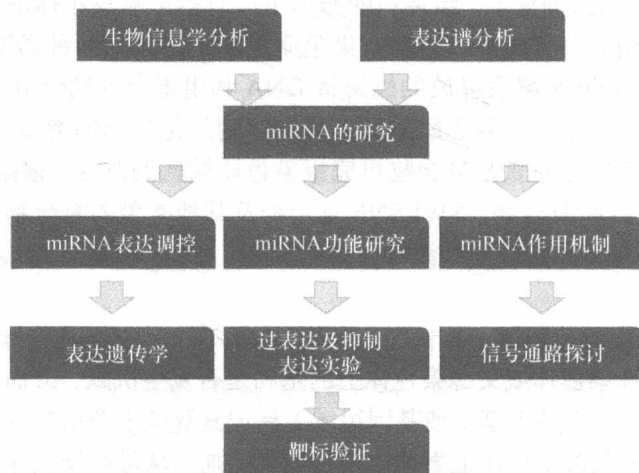 生物信息学分析
表达谱分析
miRNA的研究
miRNA表达调控
miRNA功能研究
miRNA作用机制
表达遗传学
过表达及抑制
表达实验
信号通路探讨
靶标验证